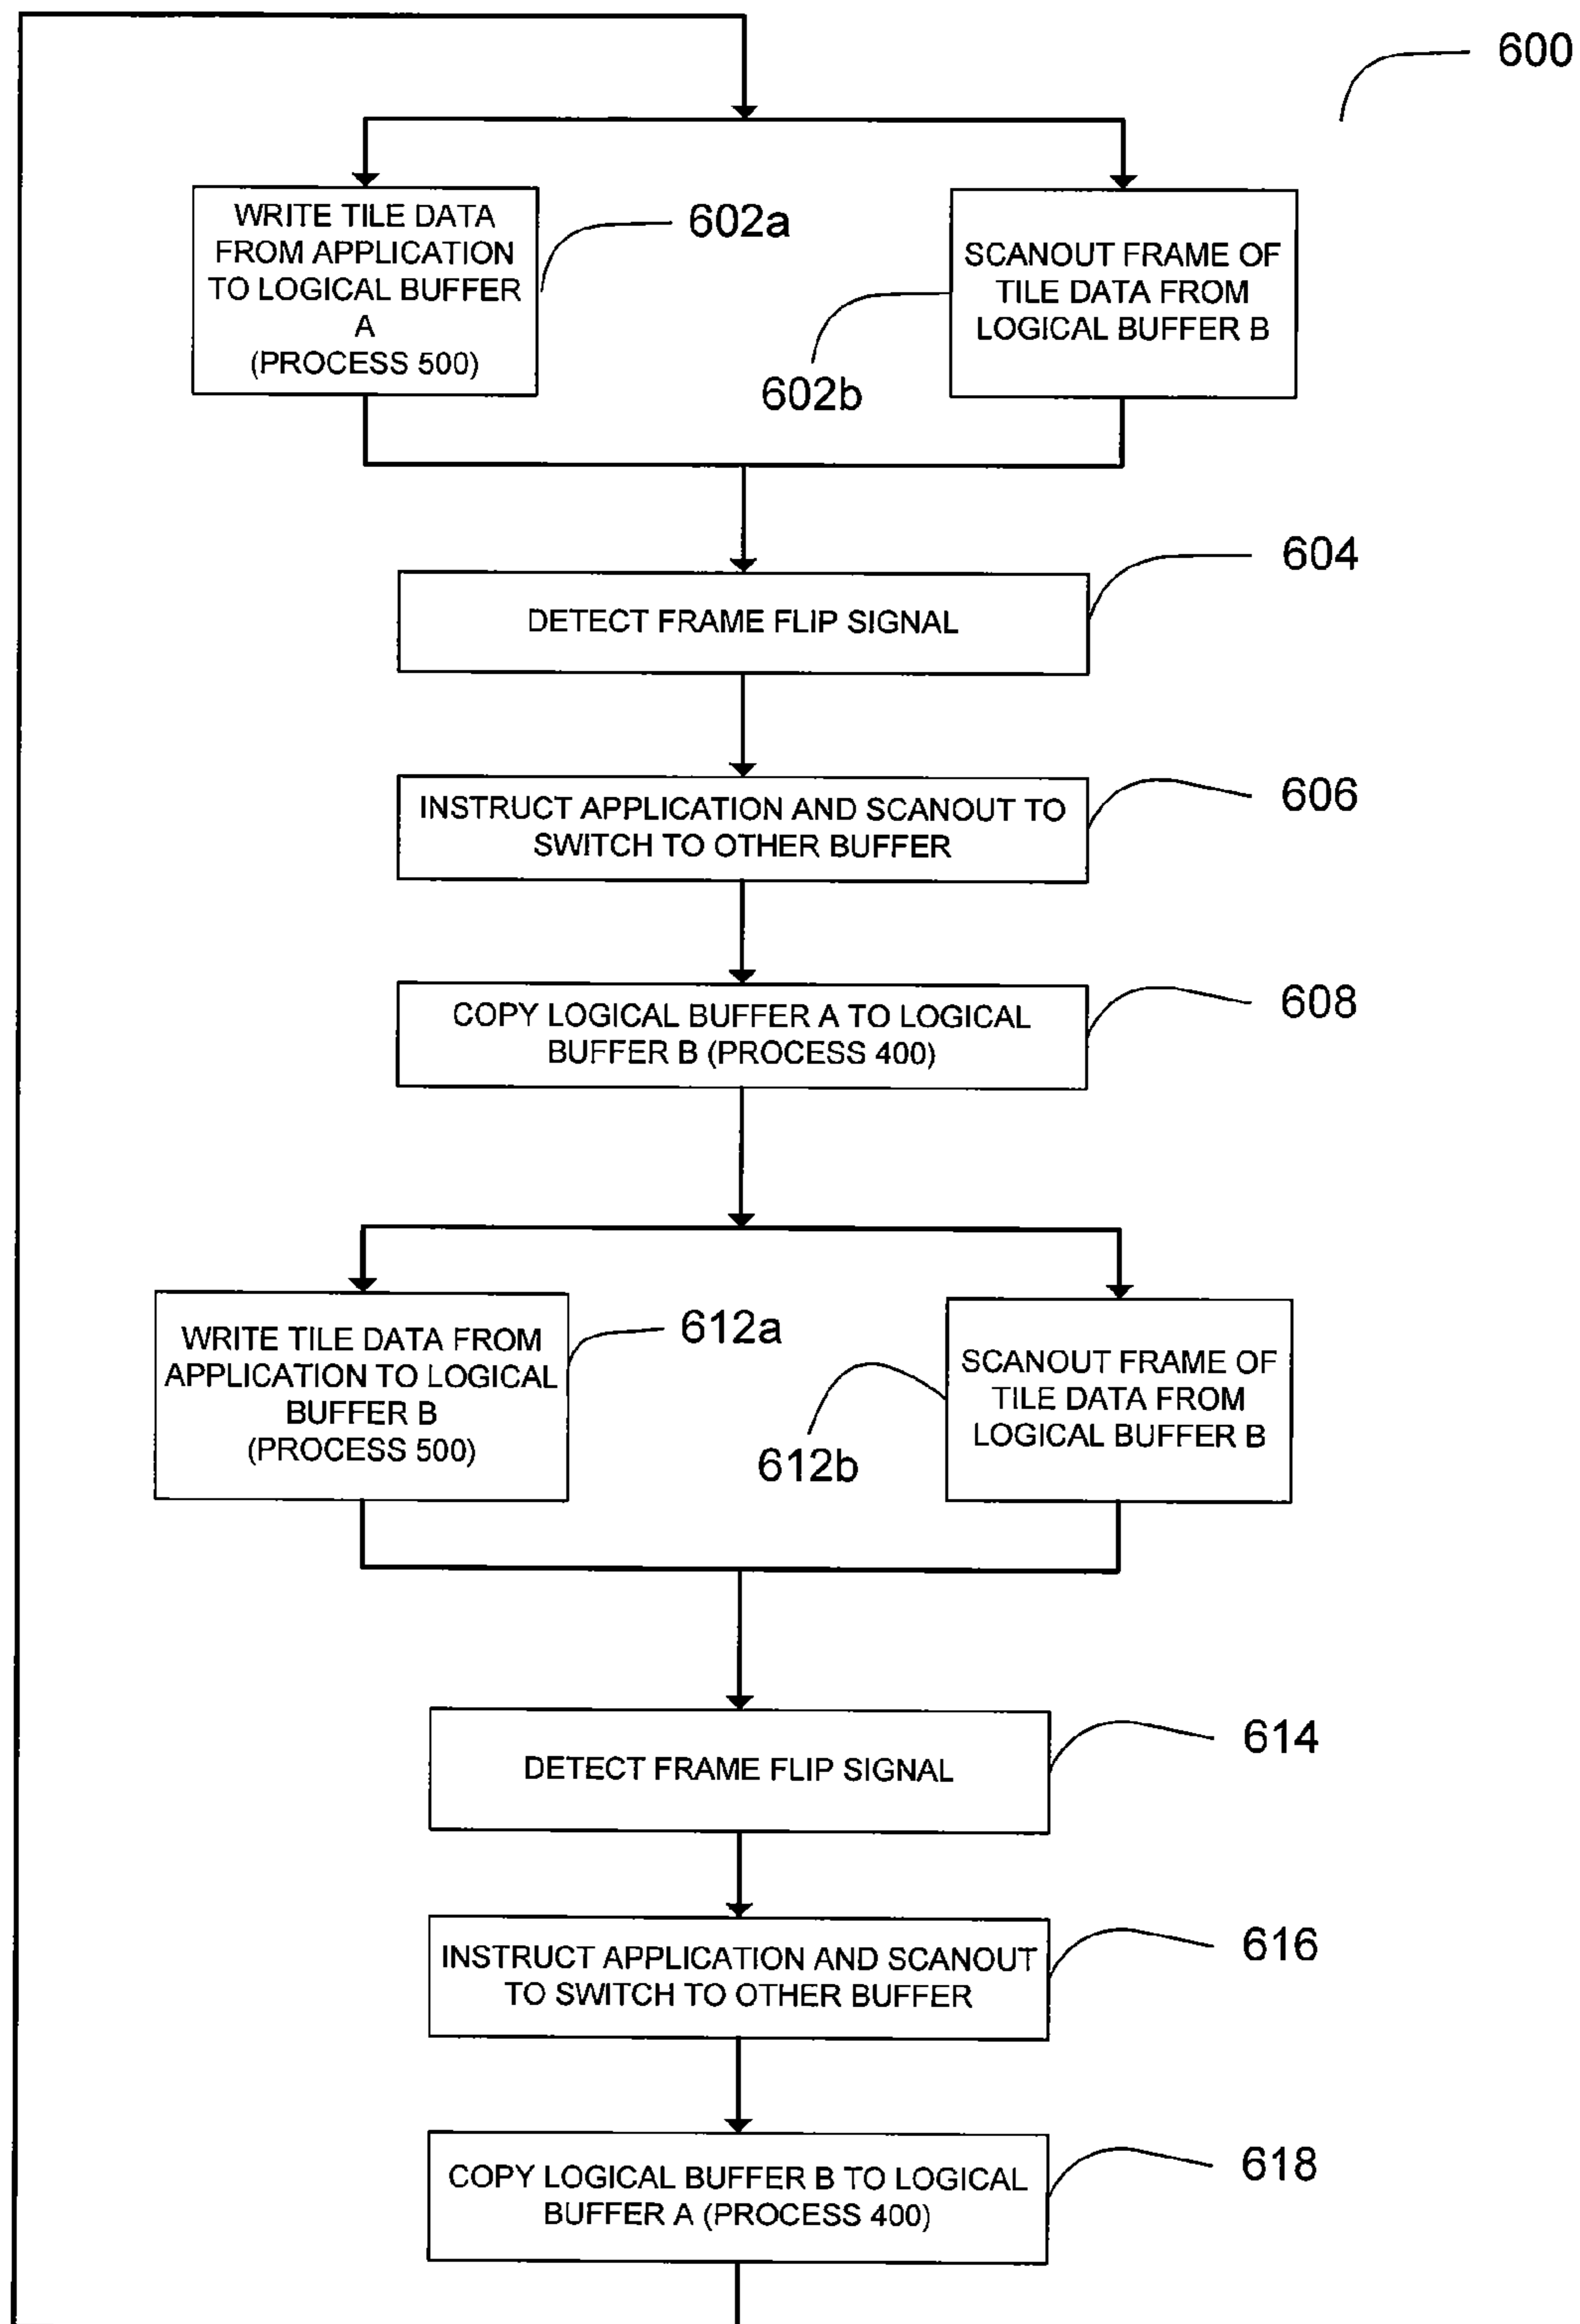 600
WRITE TILE DATA
FROM APPLICATION
TO LOGICAL BUFFER
A
(PROCESS 500)
602a
SCANOUT FRAME OF
TILE DATA FROM
LOGICAL BUFFER B
602b
604
DETECT FRAME FLIP SIGNAL
606
INSTRUCT APPLICATION AND SCANOUT TO
SWITCH TO OTHER BUFFER
608
COPY LOGICAL BUFFER A TO LOGICAL
BUFFER B (PROCESS 400)
WRITE TILE DATA FROM
APPLICATION TO LOGICAL
BUFFER B
(PROCESS 500)
612a
SCANOUT FRAME OF
TILE DATA FROM
LOGICAL BUFFER B
612b
614
DETECT FRAME FLIP SIGNAL
616
INSTRUCT APPLICATION AND SCANOUT
TO SWITCH TO OTHER BUFFER
618
COPY LOGICAL BUFFER B TO LOGICAL
BUFFER A (PROCESS 400)